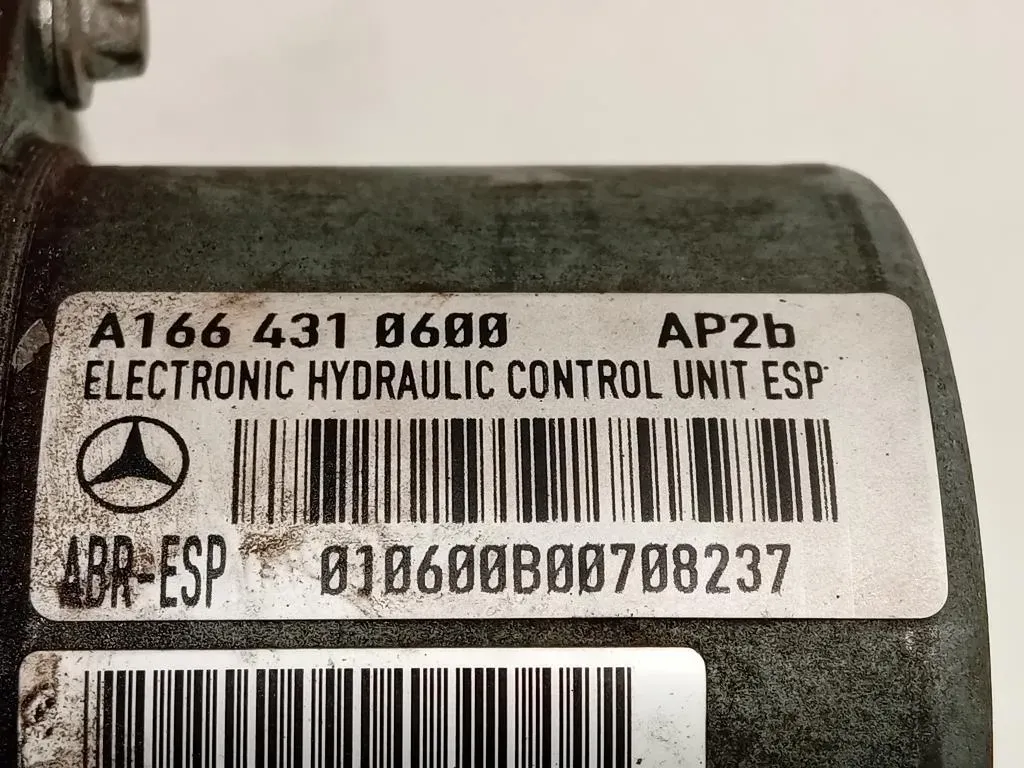 A166 431 0600 AP2b
ELECTRONIC HYDRAULIC CONTROL UNIT ESP
ABR-ESP 010600B00708237